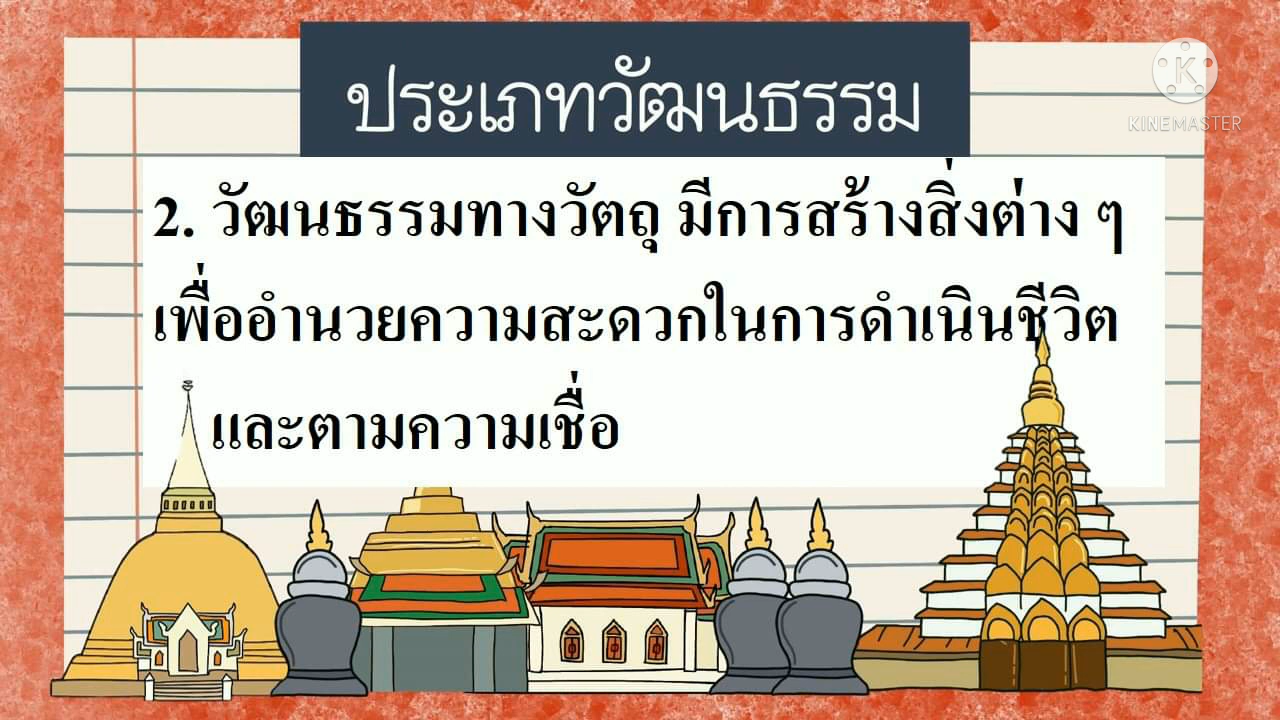 ประเภทวัฒนธรรม
K
KINEMASTER
2. วัฒนธรรมทางวัตถุ มีการสร้างสิ่งต่าง ๆ
เพื่ออำนวยความสะดวกในการดำเนินชีวิต
และตามความเชื่อ